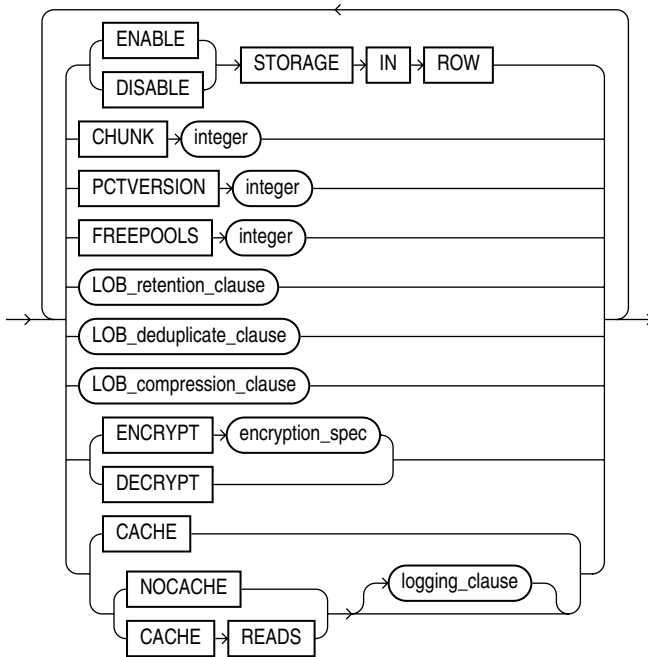 ENABLE
DISABLE
STORAGE IN ROW
CHUNK integer
PCTVERSION integer
FREEPOOLS integer
LOB_retention_clause
LOB_deduplicate_clause
LOB_compression_clause
ENCRYPT encryption_spec
DECRYPT
CACHE
NOCACHE
logging_clause
CACHE READS